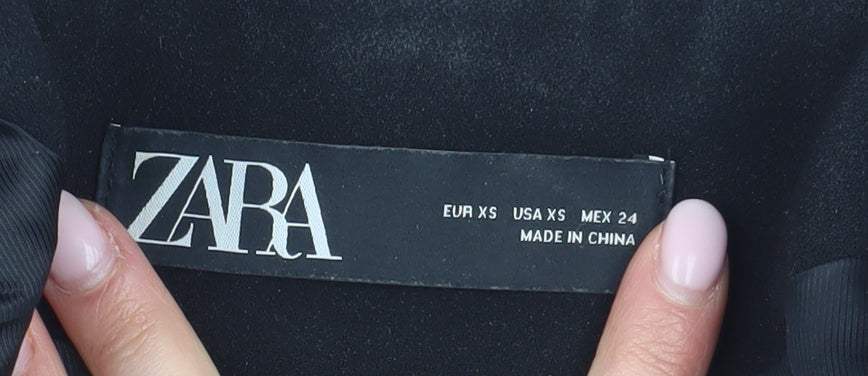 ZARA
EUR XS USA XS MEX 24
MADE IN CHINA